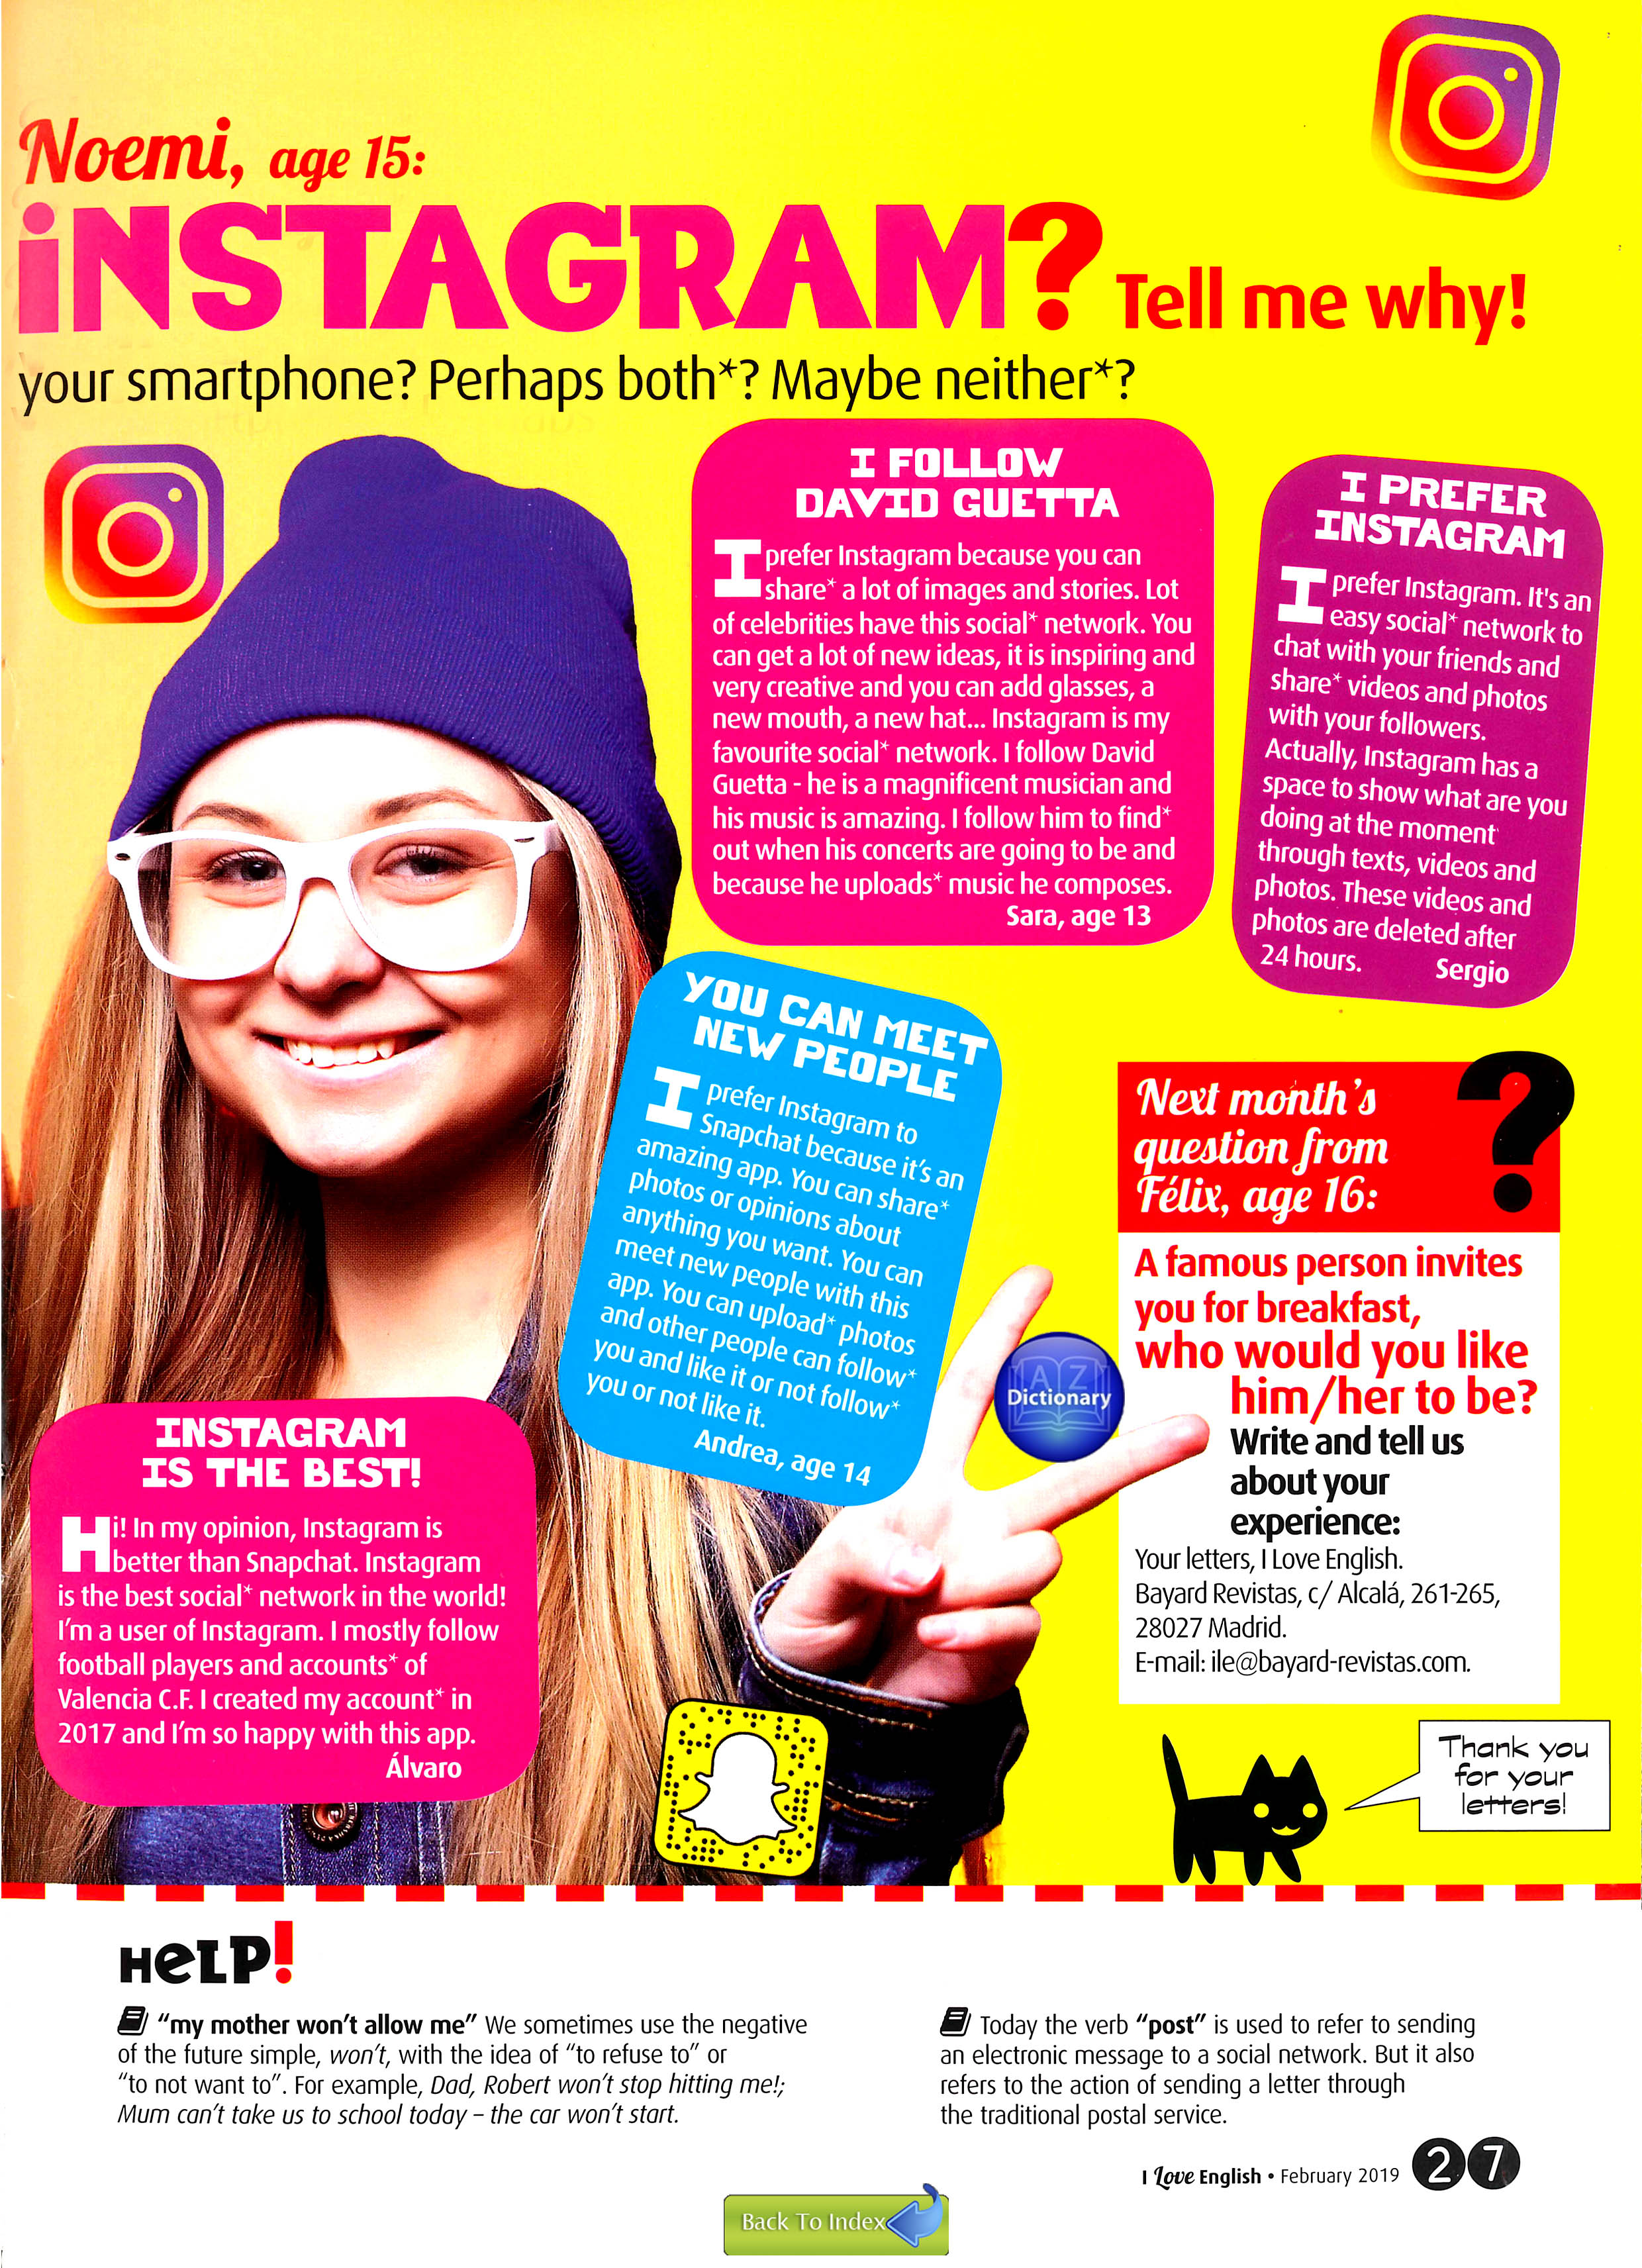 Noemi, age 15:
iNSTAGRAM? Tell me why!
your smartphone? Perhaps both*? Maybe neither*?
I FOLLOW
DAVID GUETTA
I prefer Instagram because you can
share* a lot of images and stories. Lot
of celebrities have this social* network. You
can get a lot of new ideas, it is inspiring and
very creative and you can add glasses, a
new mouth, a new hat... Instagram is my
favourite social* network. I follow David
Guetta - he is a magnificent musician and
his music is amazing. I follow him to find*
out when his concerts are going to be and
because he uploads* music he composes.
Sara, age 13
I PREFER
INSTAGRAM
I prefer Instagram. It's an
easy social* network to
chat with your friends and
share* videos and photos
with your followers.
Actually, Instagram has a
space to show what are you
doing at the moment
through texts, videos and
photos. These videos and
photos are deleted after
24 hours. Sergio
YOU CAN MEET
NEW PEOPLE
I prefer Instagram to
Snapchat because it's an
amazing app. You can share*
photos or opinions about
anything you want. You can
meet new people with this
app. You can upload* photos
and other people can follow*
you and like it or not follow*
you or not like it.
Andrea, age 14
INSTAGRAM
IS THE BEST!
Hi! In my opinion, Instagram is
better than Snapchat. Instagram
is the best social* network in the world!
I'm a user of Instagram. I mostly follow
football players and accounts* of
Valencia C.F. I created my account* in
2017 and I'm so happy with this app.
Álvaro
Next month's
question from
Félix, age 16:
?
A famous person invites
you for breakfast,
who would you like
him/her to be?
Write and tell us
about your
experience:
Your letters, I Love English.
Bayard Revistas, c/ Alcalá, 261-265,
28027 Madrid.
E-mail: ile@bayard-revistas.com.
A Z
Dictionary
Thank you
for your
letters!
HeLP!
"my mother won't allow me" We sometimes use the negative
of the future simple, won't, with the idea of "to refuse to" or
"to not want to". For example, Dad, Robert won't stop hitting me!;
Mum can't take us to school today – the car won't start.
Today the verb "post" is used to refer to sending
an electronic message to a social network. But it also
refers to the action of sending a letter through
the traditional postal service.
I Love English • February 2019 27
Back To Index